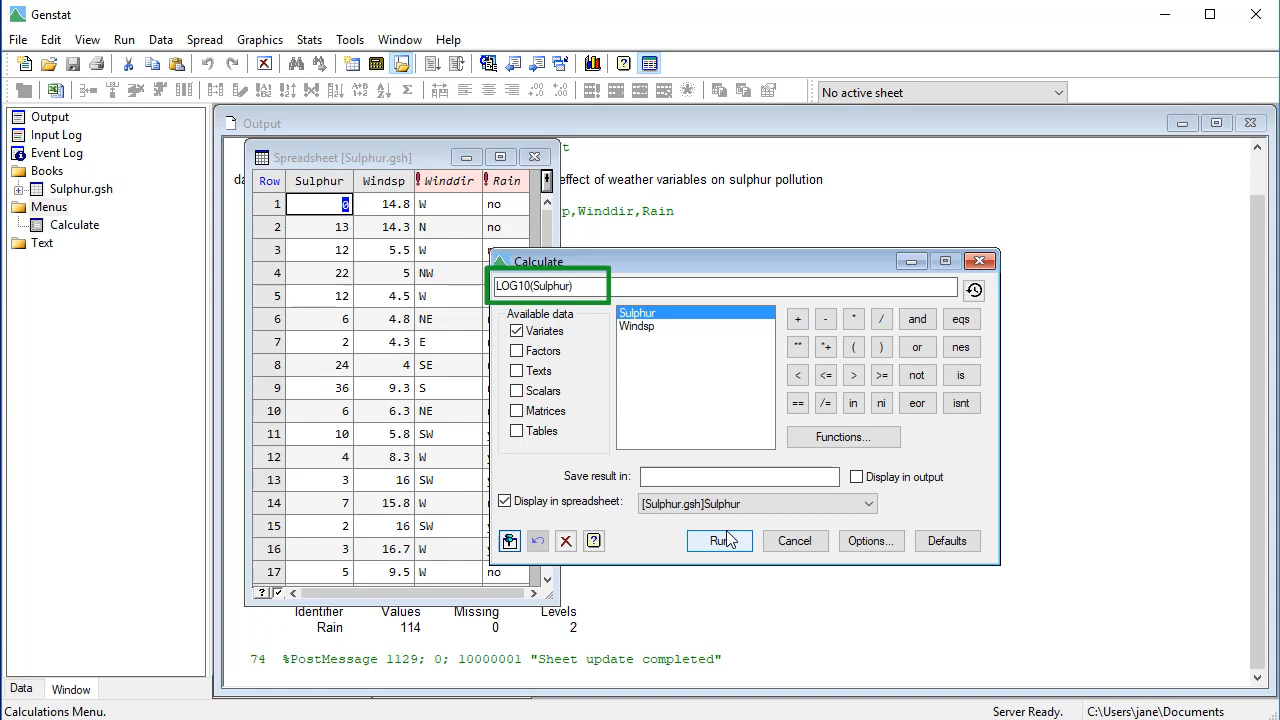 Genstat
File Edit View Run Data Spread Graphics Stats Tools Window Help
No active sheet
Output
Input Log
Event Log
Books
Sulphur.gsh
Menus
Calculate
Text
Data Window
Output
effect of weather variables on sulphur pollution
p,Winddir,Rain
Spreadsheet [Sulphur.gsh]
Row Sulphur Windsp ! Winddir ! Rain
1 0 14.8 W no
2 13 14.3 N no
3 12 5.5 W
4 22 5 NW
5 12 4.5 W
6 6 4.8 NE
7 2 4.3 E
8 24 4 SE
9 36 9.3 S
10 6 6.3 NE
11 10 5.8 SW
12 4 8.3 W
13 3 16 SW
14 7 15.8 W
15 2 16 SW
16 3 16.7 W
17 5 9.5 W no
Calculate
LOG10(Sulphur)
Available data
Variates
Factors
Texts
Scalars
Matrices
Tables
Sulphur
Windsp
+ - * / and eqs
** *+ ( ) or nes
< <= > >= not is
== /= in ni eor isnt
Functions...
Save result in:
Display in output
Display in spreadsheet:
[Sulphur.gsh]Sulphur
Run Cancel Options... Defaults
Identifier Values Missing Levels
Rain 114 0 2
74 %PostMessage 1129; 0; 10000001 "Sheet update completed"
Calculations Menu.
Server Ready.
C:\Users\jane\Documents